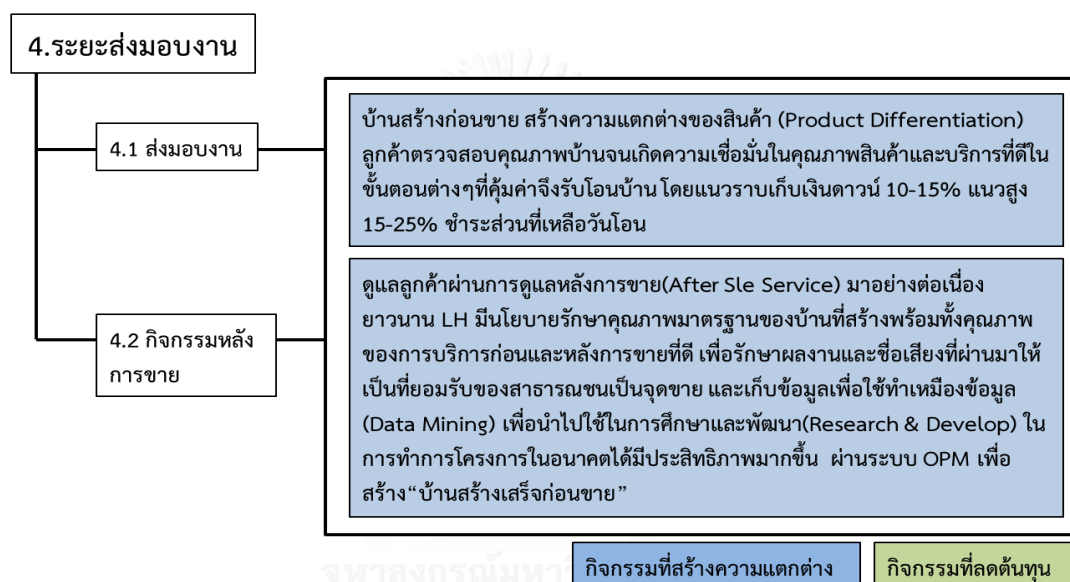 4.ระยะส่งมอบงาน
4.1 ส่งมอบงาน
บ้านสร้างก่อนขาย สร้างความแตกต่างของสินค้า (Product Differentiation)
ลูกค้าตรวจสอบคุณภาพบ้านจนเกิดความเชื่อมั่นในคุณภาพสินค้าและบริการที่ดีใน
ขั้นตอนต่างๆที่คุ้มค่าจึงรับโอนบ้าน โดยแนวราบเก็บเงินดาวน์ 10-15% แนวสูง
15-25% ชำระส่วนที่เหลือวันโอน
4.2 กิจกรรมหลัง
การขาย
ดูแลลูกค้าผ่านการดูแลหลังการขาย(After Sle Service) มาอย่างต่อเนื่อง
ยาวนาน LH มีนโยบายรักษาคุณภาพมาตรฐานของบ้านที่สร้างพร้อมทั้งคุณภาพ
ของการบริการก่อนและหลังการขายที่ดี เพื่อรักษาผลงานและชื่อเสียงที่ผ่านมาให้
เป็นที่ยอมรับของสาธารณชนเป็นจุดขาย และเก็บข้อมูลเพื่อใช้ทำเหมืองข้อมูล
(Data Mining) เพื่อนำไปใช้ในการศึกษาและพัฒนา(Research & Develop) ใน
การทำการโครงการในอนาคตได้มีประสิทธิภาพมากขึ้น ผ่านระบบ OPM เพื่อ
สร้าง“บ้านสร้างเสร็จก่อนขาย”
กิจกรรมที่สร้างความแตกต่าง
กิจกรรมที่ลดต้นทุน